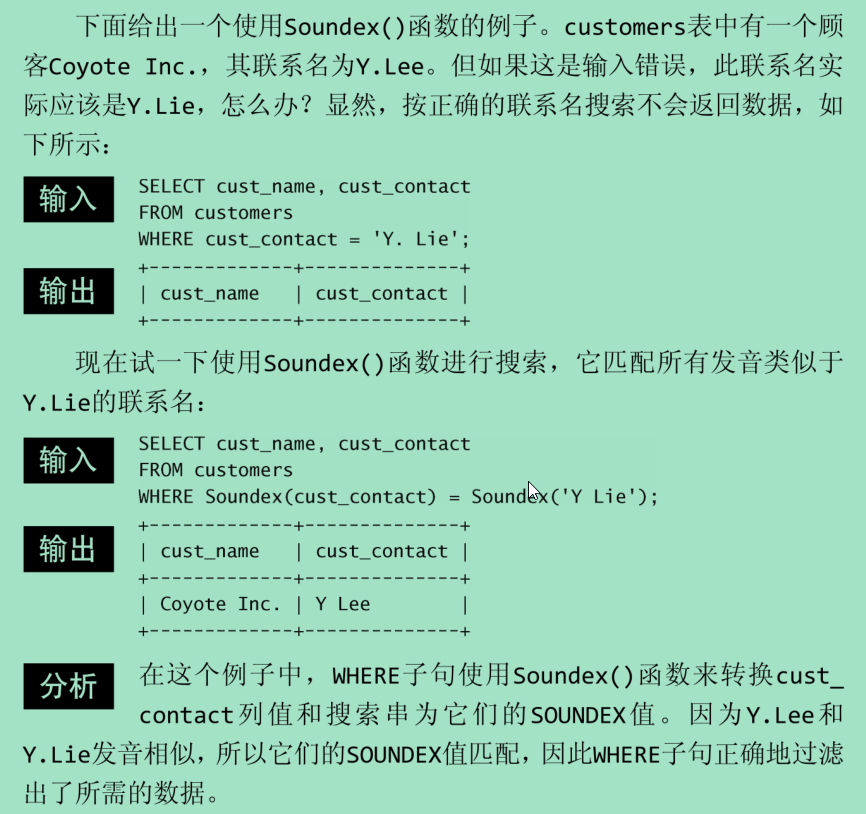 下面给出一个使用Soundex()函数的例子。customers表中有一个顾
客Coyote Inc.，其联系名为Y.Lee。但如果这是输入错误，此联系名实
际应该是Y.Lie，怎么办？显然，按正确的联系名搜索不会返回数据，如
下所示：
输入
SELECT cust_name, cust_contact
FROM customers
WHERE cust_contact = 'Y. Lie';
输出
+-------------+--------------+
| cust_name   | cust_contact |
+-------------+--------------+
现在试一下使用Soundex()函数进行搜索，它匹配所有发音类似于
Y.Lie的联系名：
输入
SELECT cust_name, cust_contact
FROM customers
WHERE Soundex(cust_contact) = Soundex('Y Lie');
输出
+-------------+--------------+
| cust_name   | cust_contact |
+-------------+--------------+
| Coyote Inc. | Y Lee        |
+-------------+--------------+
分析
在这个例子中，WHERE子句使用Soundex()函数来转换cust_
contact列值和搜索串为它们的SOUNDEX值。因为Y.Lee和
Y.Lie发音相似，所以它们的SOUNDEX值匹配，因此WHERE子句正确地过滤
出了所需的数据。